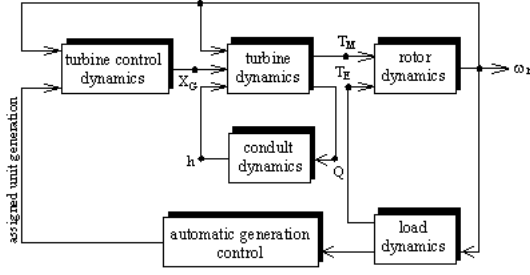 turbine control
dynamics
X_G
turbine
dynamics
T_M
T_E
rotor
dynamics
ω_r
h
conduit
dynamics
Q
assigned unit generation
automatic generation
control
load
dynamics